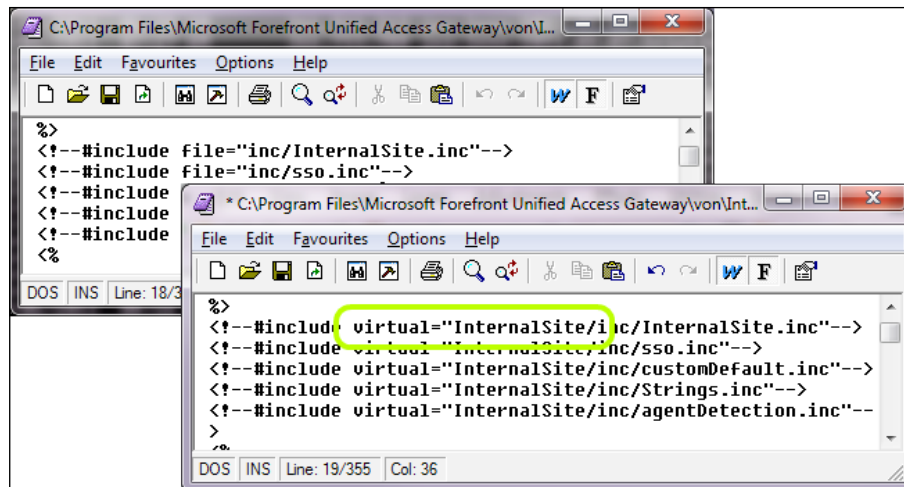 C:\Program Files\Microsoft Forefront Unified Access Gateway\von\I...
File Edit Favourites Options Help
W F
%>
<!--#include file="inc/InternalSite.inc"-->
<!--#include file="inc/sso.inc"-->
<!--#include
<!--#include
<!--#include
<%
DOS INS Line: 18/3
* C:\Program Files\Microsoft Forefront Unified Access Gateway\von\Int...
File Edit Favourites Options Help
W F
%>
<!--#include virtual="InternalSite/inc/InternalSite.inc"-->
<!--#include virtual="InternalSite/inc/sso.inc"-->
<!--#include virtual="InternalSite/inc/customDefault.inc"-->
<!--#include virtual="InternalSite/inc/Strings.inc"-->
<!--#include virtual="InternalSite/inc/agentDetection.inc"--
>
<%
DOS INS Line: 19/355 Col: 36